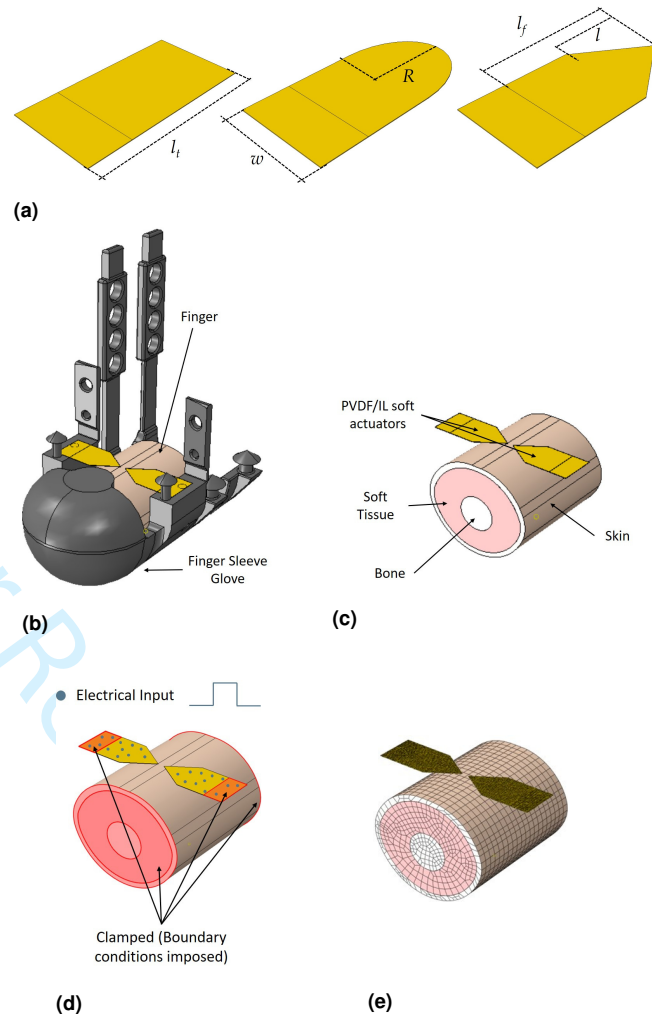 l_f
l
R
l_t
w
(a)
Finger
PVDF/IL soft
actuators
Soft
Tissue
Bone
Skin
Finger Sleeve
Glove
(b)
(c)
Electrical Input
Clamped (Boundary
conditions imposed)
(d)
(e)